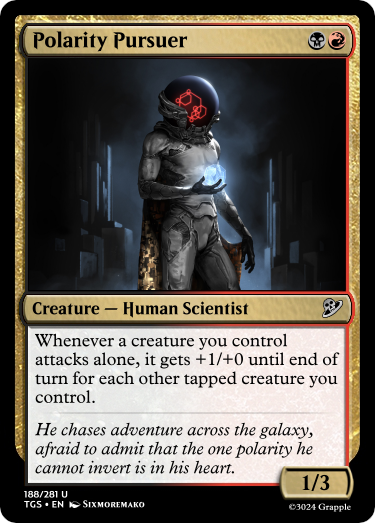 Polarity Pursuer
Creature — Human Scientist
Whenever a creature you control
attacks alone, it gets +1/+0 until end of
turn for each other tapped creature you
control.
He chases adventure across the galaxy,
afraid to admit that the one polarity he
cannot invert is in his heart.
1/3
188/281 U
TGS • EN Sixmoremako
©3024 Grapple